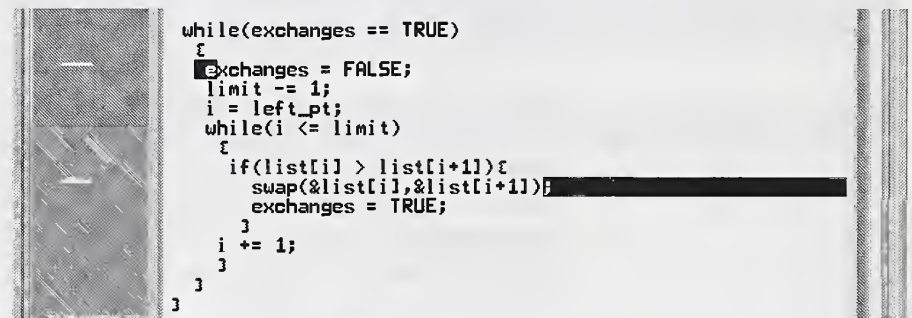 while(exchanges == TRUE)
{
exchanges = FALSE;
limit -= 1;
i = left_pt;
while(i <= limit)
{
if(list[i] > list[i+1]){
swap(&list[i],&list[i+1]);
exchanges = TRUE;
}
i += 1;
}
}
}